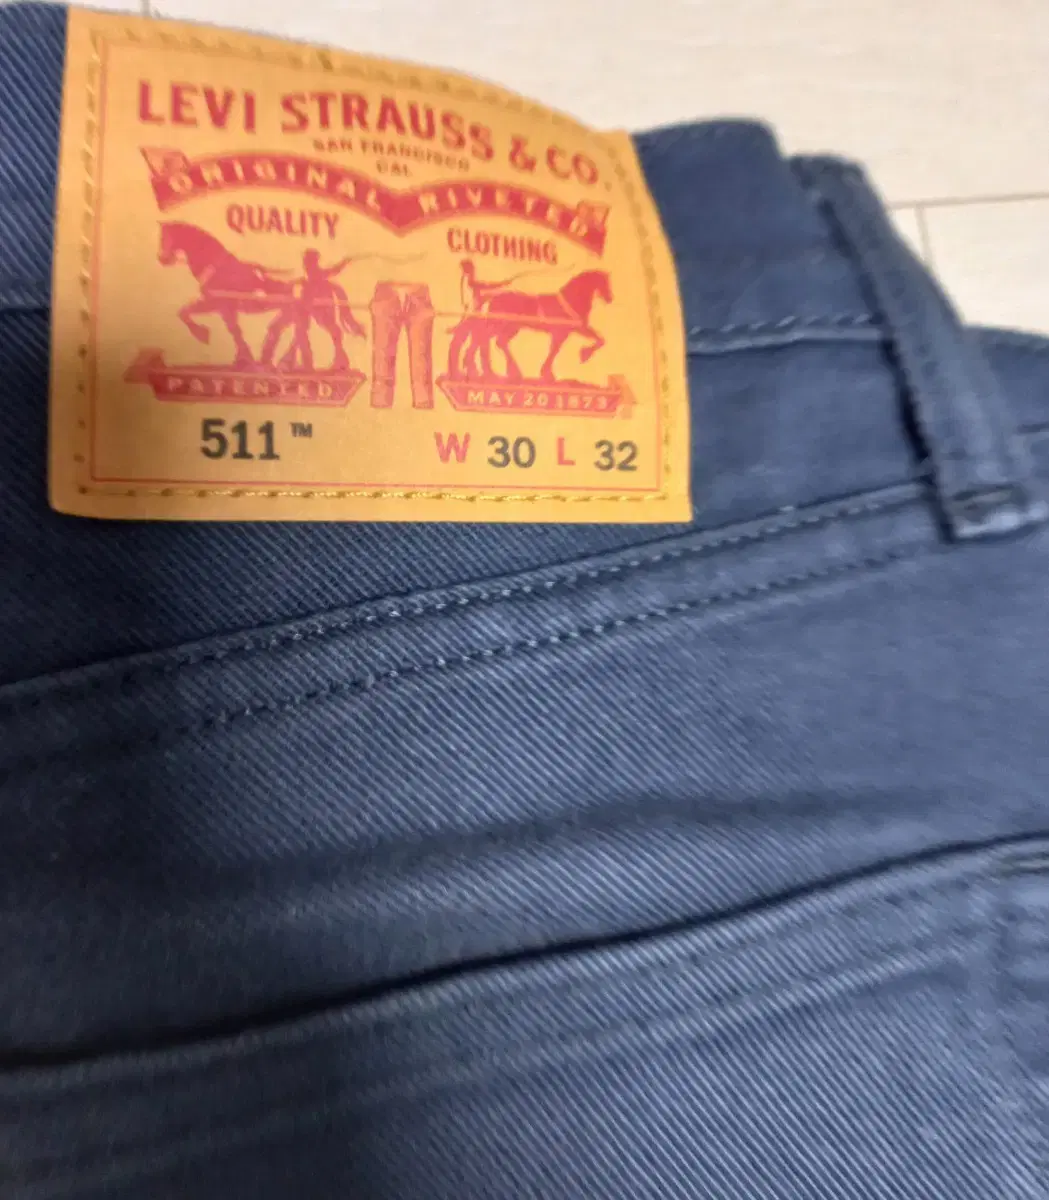 LEVI STRAUSS & CO.
SAN FRANCISCO
CAL
ORIGINAL RIVETED
QUALITY CLOTHING
PATENTED MAY 20 1873
511™ W 30 L 32